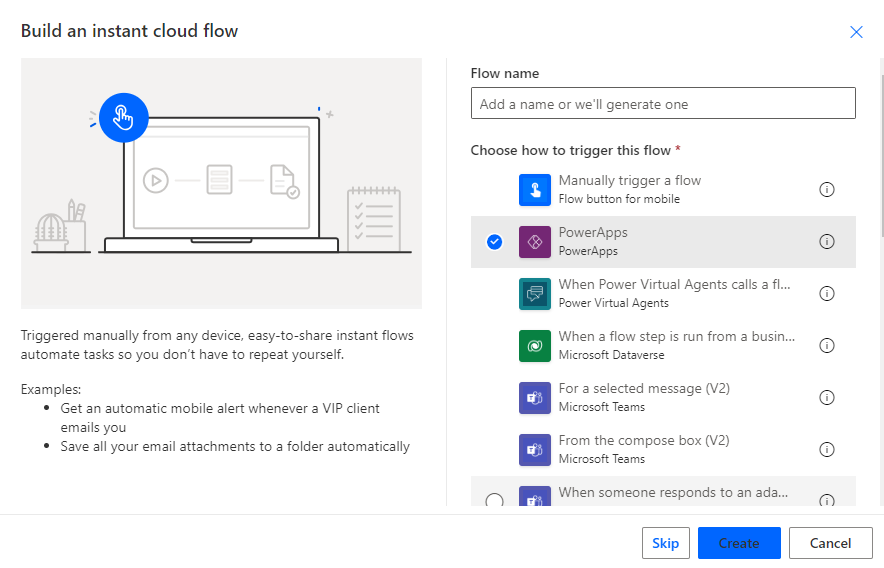 Build an instant cloud flow
Triggered manually from any device, easy-to-share instant flows
automate tasks so you don't have to repeat yourself.
Examples:
• Get an automatic mobile alert whenever a VIP client
emails you
• Save all your email attachments to a folder automatically
Flow name
Add a name or we'll generate one
Choose how to trigger this flow *
Manually trigger a flow
Flow button for mobile
PowerApps
PowerApps
When Power Virtual Agents calls a fl...
Power Virtual Agents
When a flow step is run from a busin...
Microsoft Dataverse
For a selected message (V2)
Microsoft Teams
From the compose box (V2)
Microsoft Teams
When someone responds to an ada...
Skip
Create
Cancel